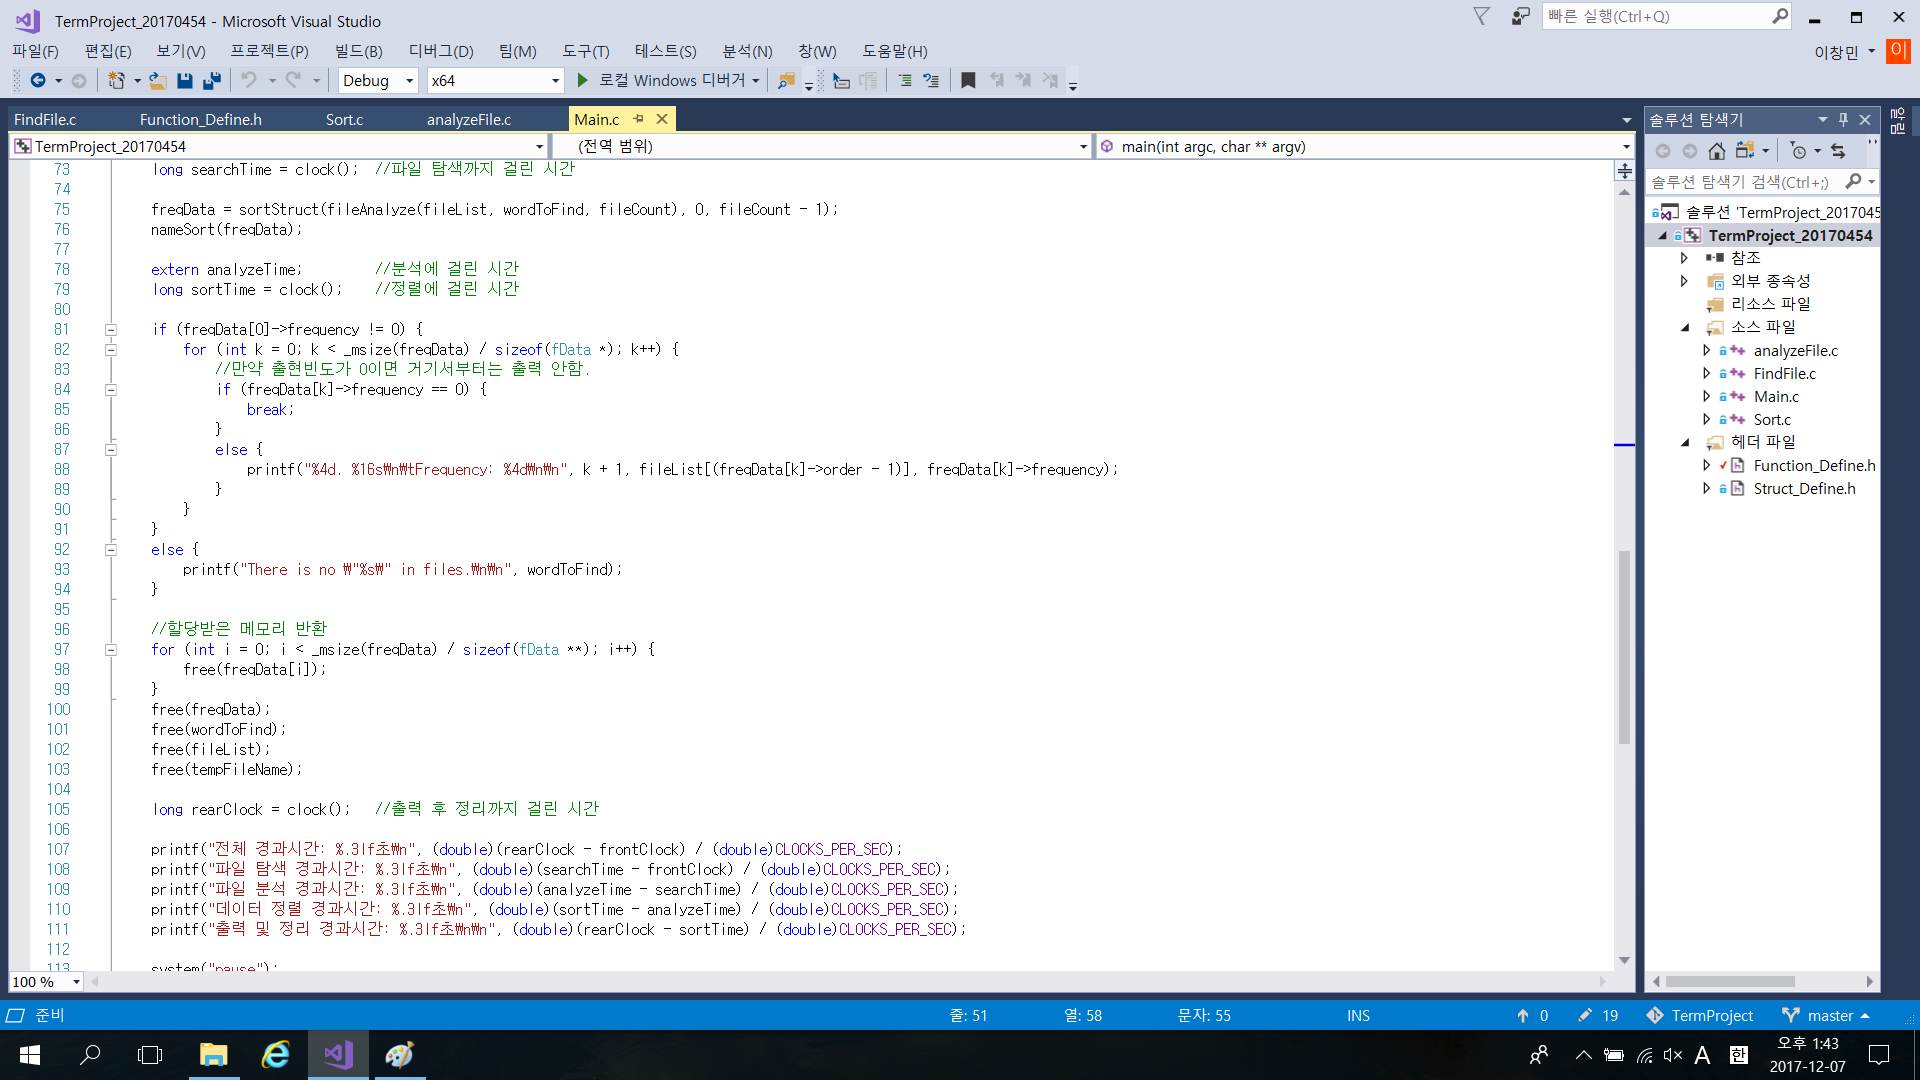 TermProject_20170454 - Microsoft Visual Studio
빠른 실행(Ctrl+Q)
파일(F) 편집(E) 보기(V) 프로젝트(P) 빌드(B) 디버그(D) 팀(M) 도구(T) 테스트(S) 분석(N) 창(W) 도움말(H)
이창민 이
Debug x64 로컬 Windows 디버거
FindFile.c Function_Define.h Sort.c analyzeFile.c Main.c
TermProject_20170454 (전역 범위) main(int argc, char ** argv)
73 long searchTime = clock(); //파일 탐색까지 걸린 시간
74
75 freqData = sortStruct(fileAnalyze(fileList, wordToFind, fileCount), 0, fileCount - 1);
76 nameSort(freqData);
77
78 extern analyzeTime; //분석에 걸린 시간
79 long sortTime = clock(); //정렬에 걸린 시간
80
81 if (freqData[0]->frequency != 0) {
82 for (int k = 0; k < _msize(freqData) / sizeof(fData *); k++) {
83 //만약 출현빈도가 0이면 거기서부터는 출력 안함.
84 if (freqData[k]->frequency == 0) {
85 break;
86 }
87 else {
88 printf("%4d. %16s₩n₩tFrequency: %4d₩n₩n", k + 1, fileList[(freqData[k]->order - 1)], freqData[k]->frequency);
89 }
90 }
91 }
92 else {
93 printf("There is no ₩"%s₩" in files.₩n₩n", wordToFind);
94 }
95
96 //할당받은 메모리 반환
97 for (int i = 0; i < _msize(freqData) / sizeof(fData **); i++) {
98 free(freqData[i]);
99 }
100 free(freqData);
101 free(wordToFind);
102 free(fileList);
103 free(tempFileName);
104
105 long rearClock = clock(); //출력 후 정리까지 걸린 시간
106
107 printf("전체 경과시간: %.3lf초₩n", (double)(rearClock - frontClock) / (double)CLOCKS_PER_SEC);
108 printf("파일 탐색 경과시간: %.3lf초₩n", (double)(searchTime - frontClock) / (double)CLOCKS_PER_SEC);
109 printf("파일 분석 경과시간: %.3lf초₩n", (double)(analyzeTime - searchTime) / (double)CLOCKS_PER_SEC);
110 printf("데이터 정렬 경과시간: %.3lf초₩n", (double)(sortTime - analyzeTime) / (double)CLOCKS_PER_SEC);
111 printf("출력 및 정리 경과시간: %.3lf초₩n₩n", (double)(rearClock - sortTime) / (double)CLOCKS_PER_SEC);
112
113 system("pause");
100 %
솔루션 탐색기
솔루션 탐색기 검색(Ctrl+;)
솔루션 'TermProject_2017045
TermProject_20170454
참조
외부 종속성
리소스 파일
소스 파일
analyzeFile.c
FindFile.c
Main.c
Sort.c
헤더 파일
Function_Define.h
Struct_Define.h
알림
준비 줄: 51 열: 58 문자: 55 INS 0 19 TermProject master
A 한 오후 1:43
2017-12-07